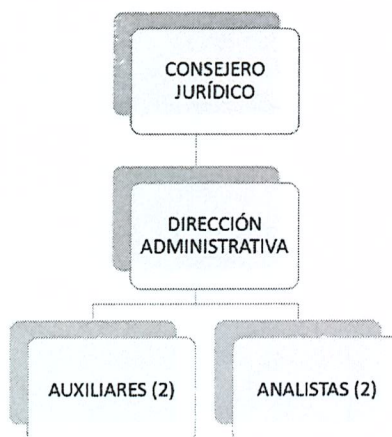 CONSEJERO
JURÍDICO
DIRECCIÓN
ADMINISTRATIVA
AUXILIARES (2)
ANALISTAS (2)